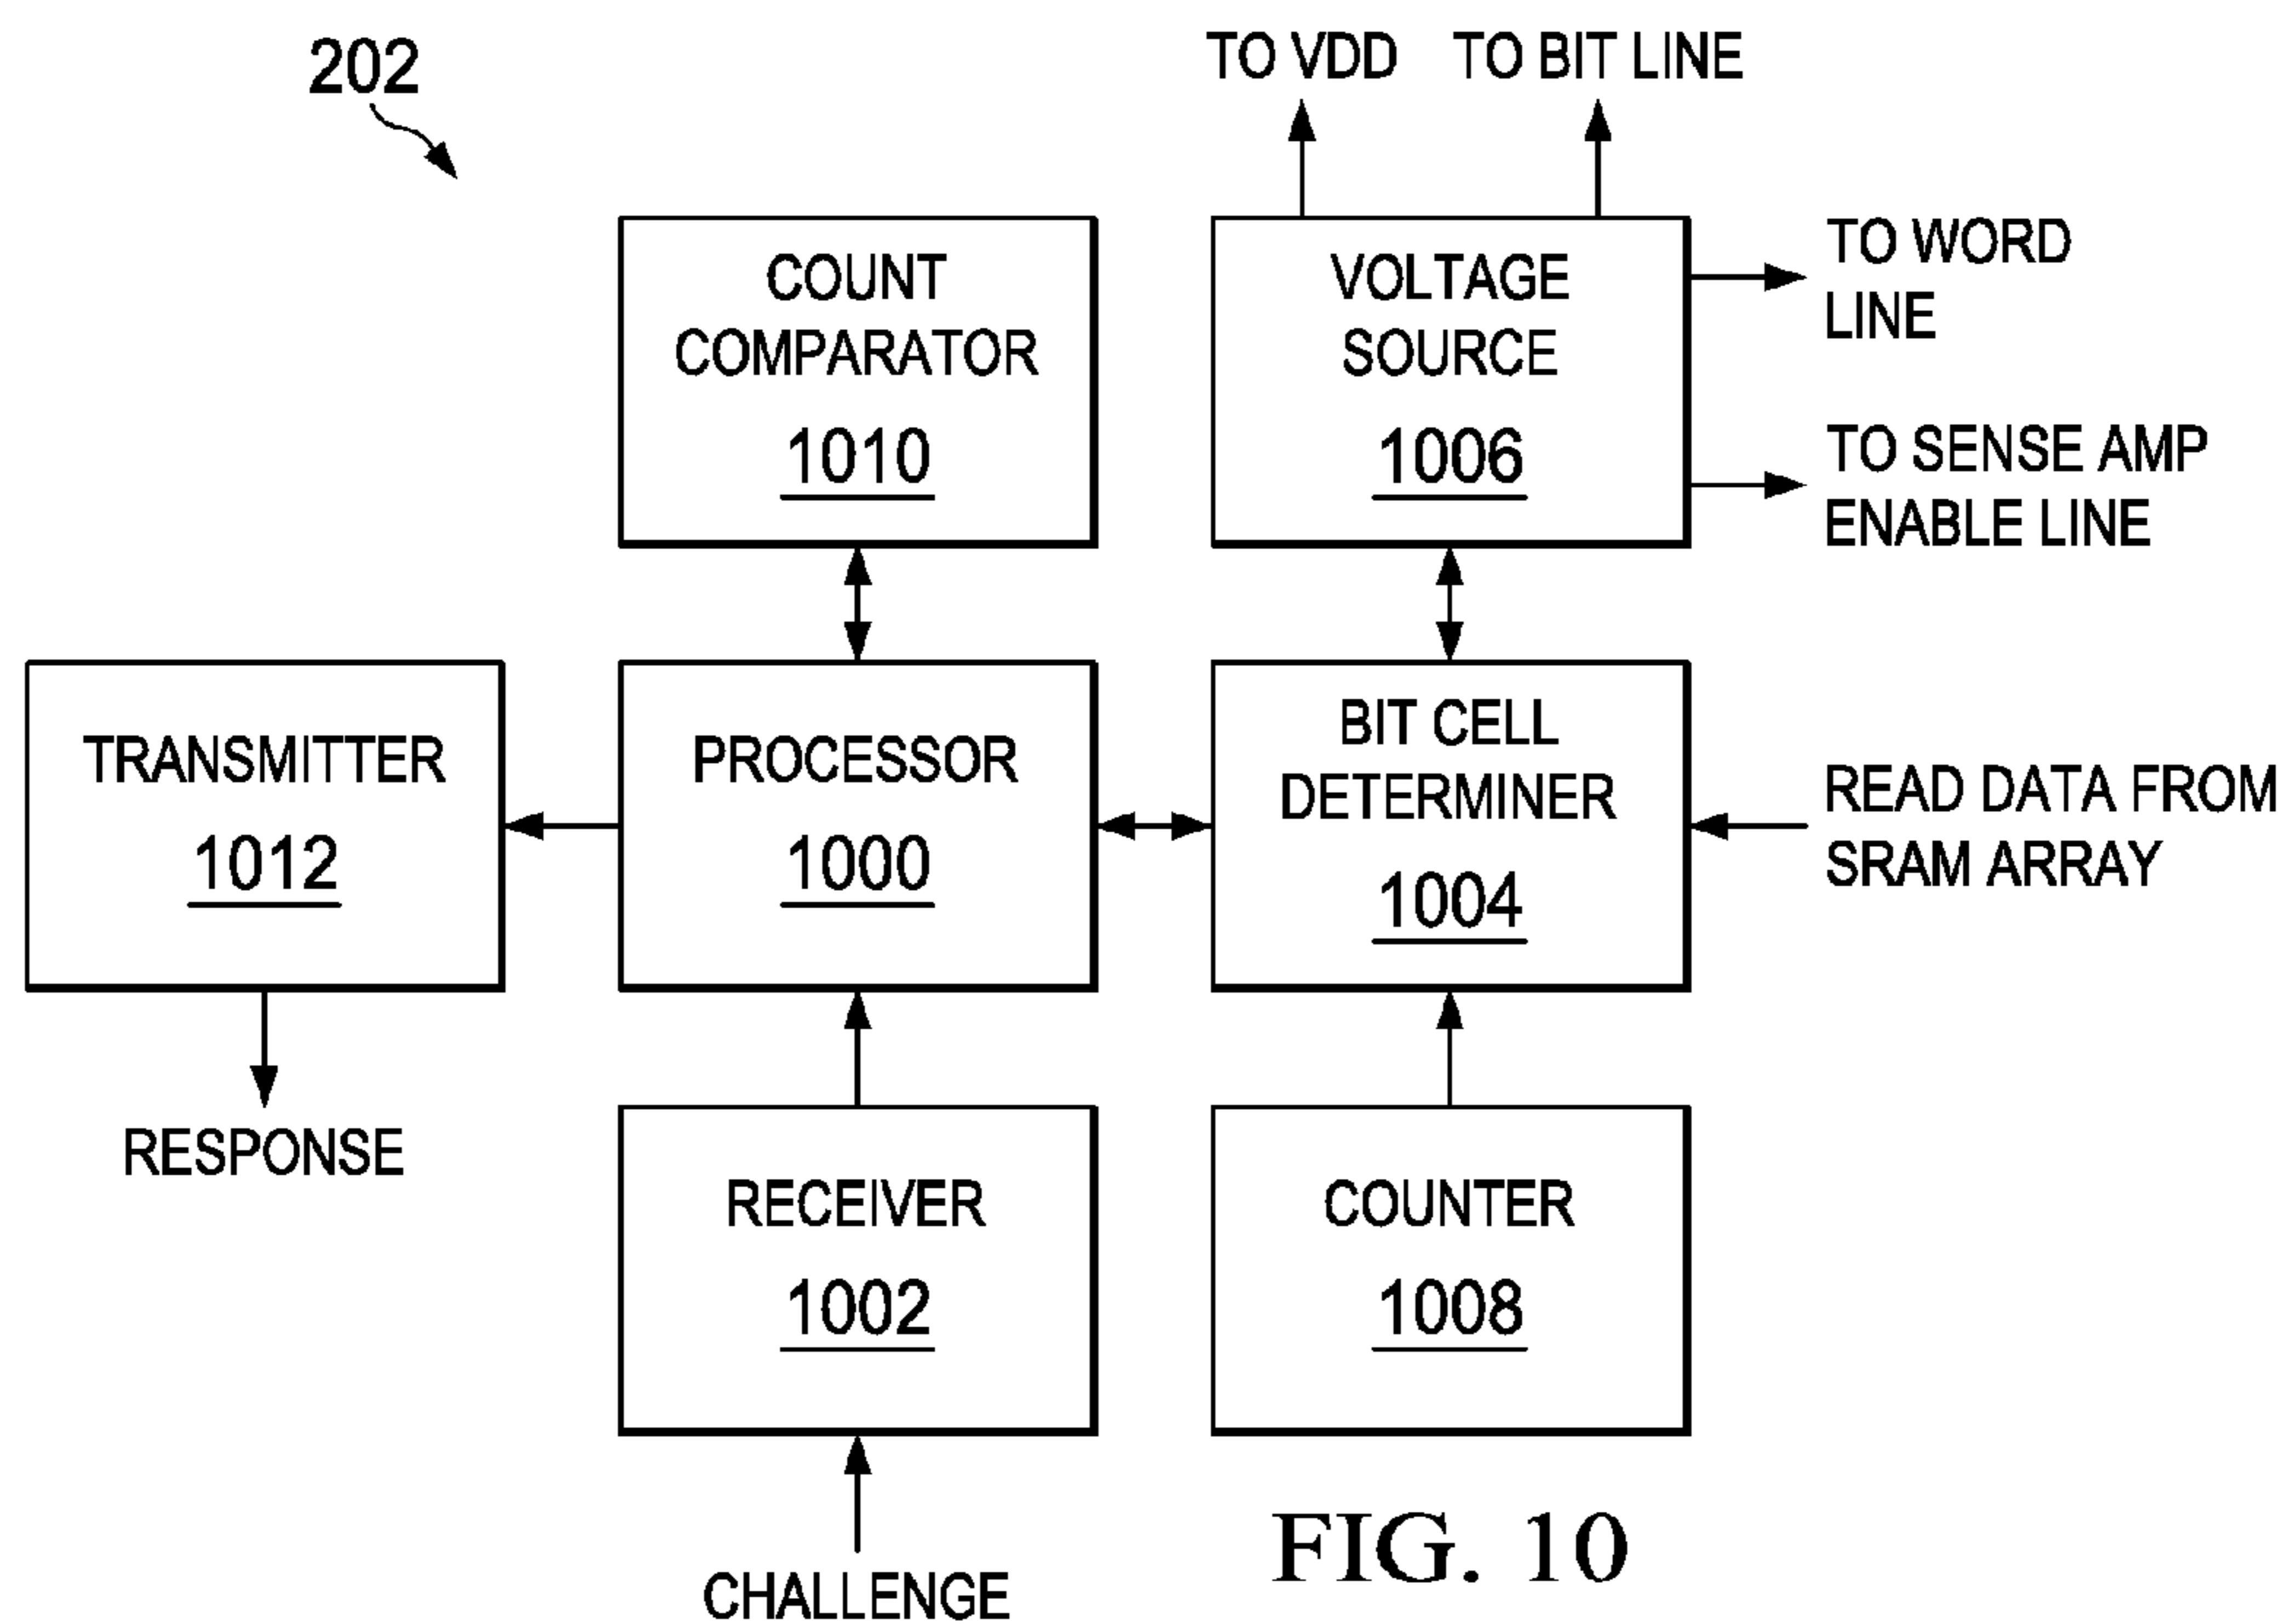 202
TO VDD
TO BIT LINE
COUNT
COMPARATOR
1010
VOLTAGE
SOURCE
1006
TO WORD
LINE
TO SENSE AMP
ENABLE LINE
TRANSMITTER
1012
PROCESSOR
1000
BIT CELL
DETERMINER
1004
READ DATA FROM
SRAM ARRAY
RESPONSE
RECEIVER
1002
COUNTER
1008
CHALLENGE
FIG. 10